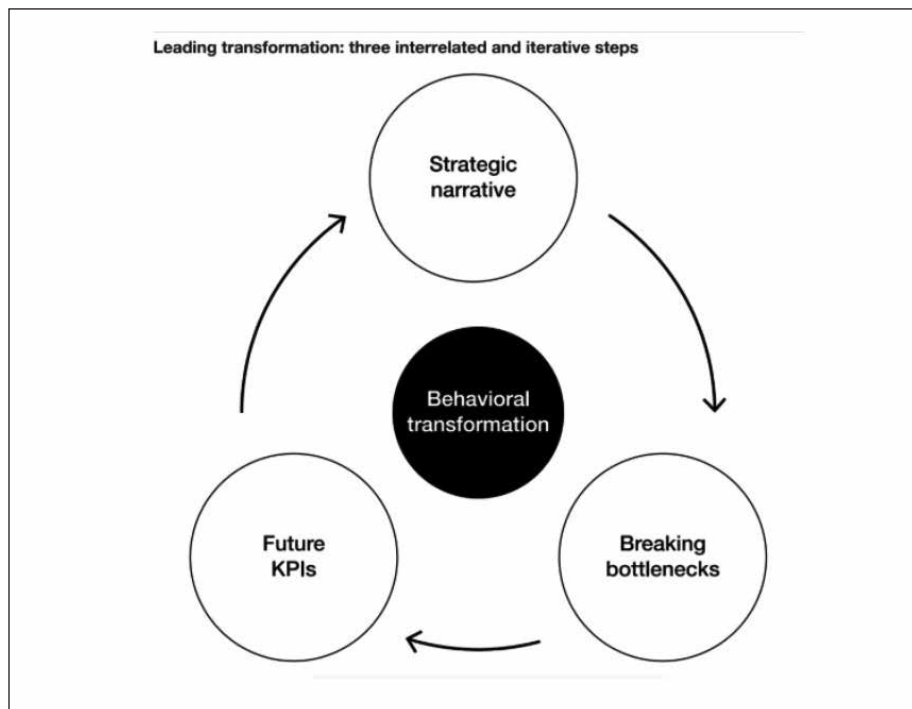 Leading transformation: three interrelated and iterative steps
Strategic
narrative
Behavioral
transformation
Future
KPIs
Breaking
bottlenecks